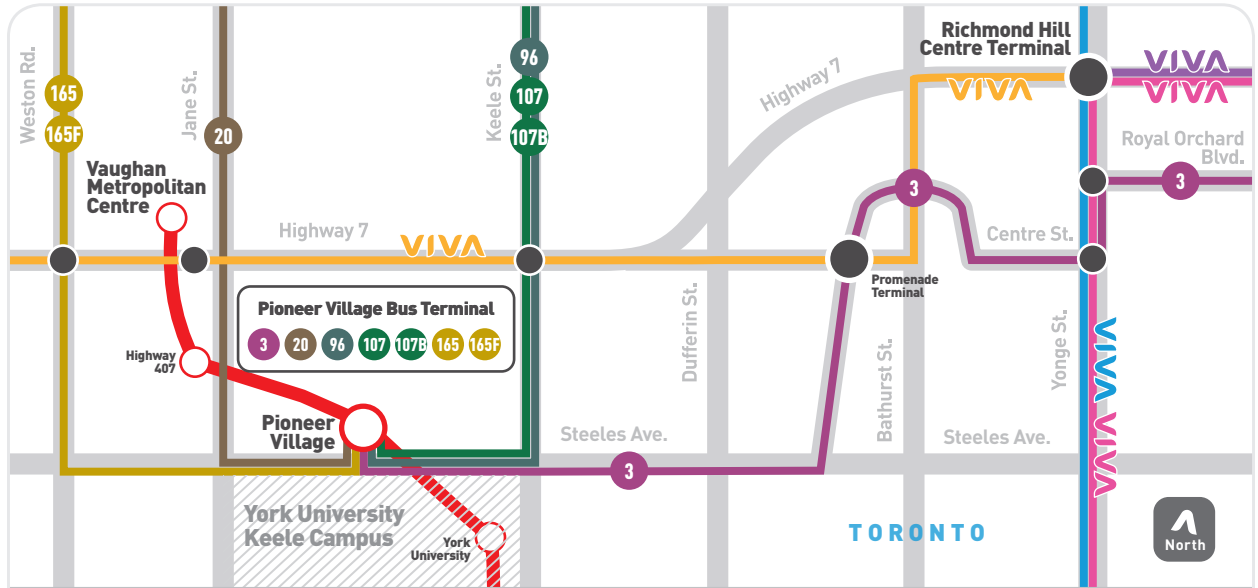 Weston Rd.
165
165F
Jane St.
20
Keele St.
96
107
107B
Highway 7
Richmond Hill
Centre Terminal
VIVA
VIVA
VIVA
Royal Orchard
Blvd.
3
3
Vaughan
Metropolitan
Centre
Highway 7
VIVA
Centre St.
Promenade
Terminal
Pioneer Village Bus Terminal
3 20 96 107 107B 165 165F
Highway
407
Dufferin St.
Bathurst St.
Yonge St.
VIVA
VIVA
Pioneer
Village
Steeles Ave.
Steeles Ave.
3
York University
Keele Campus
York
University
TORONTO
North